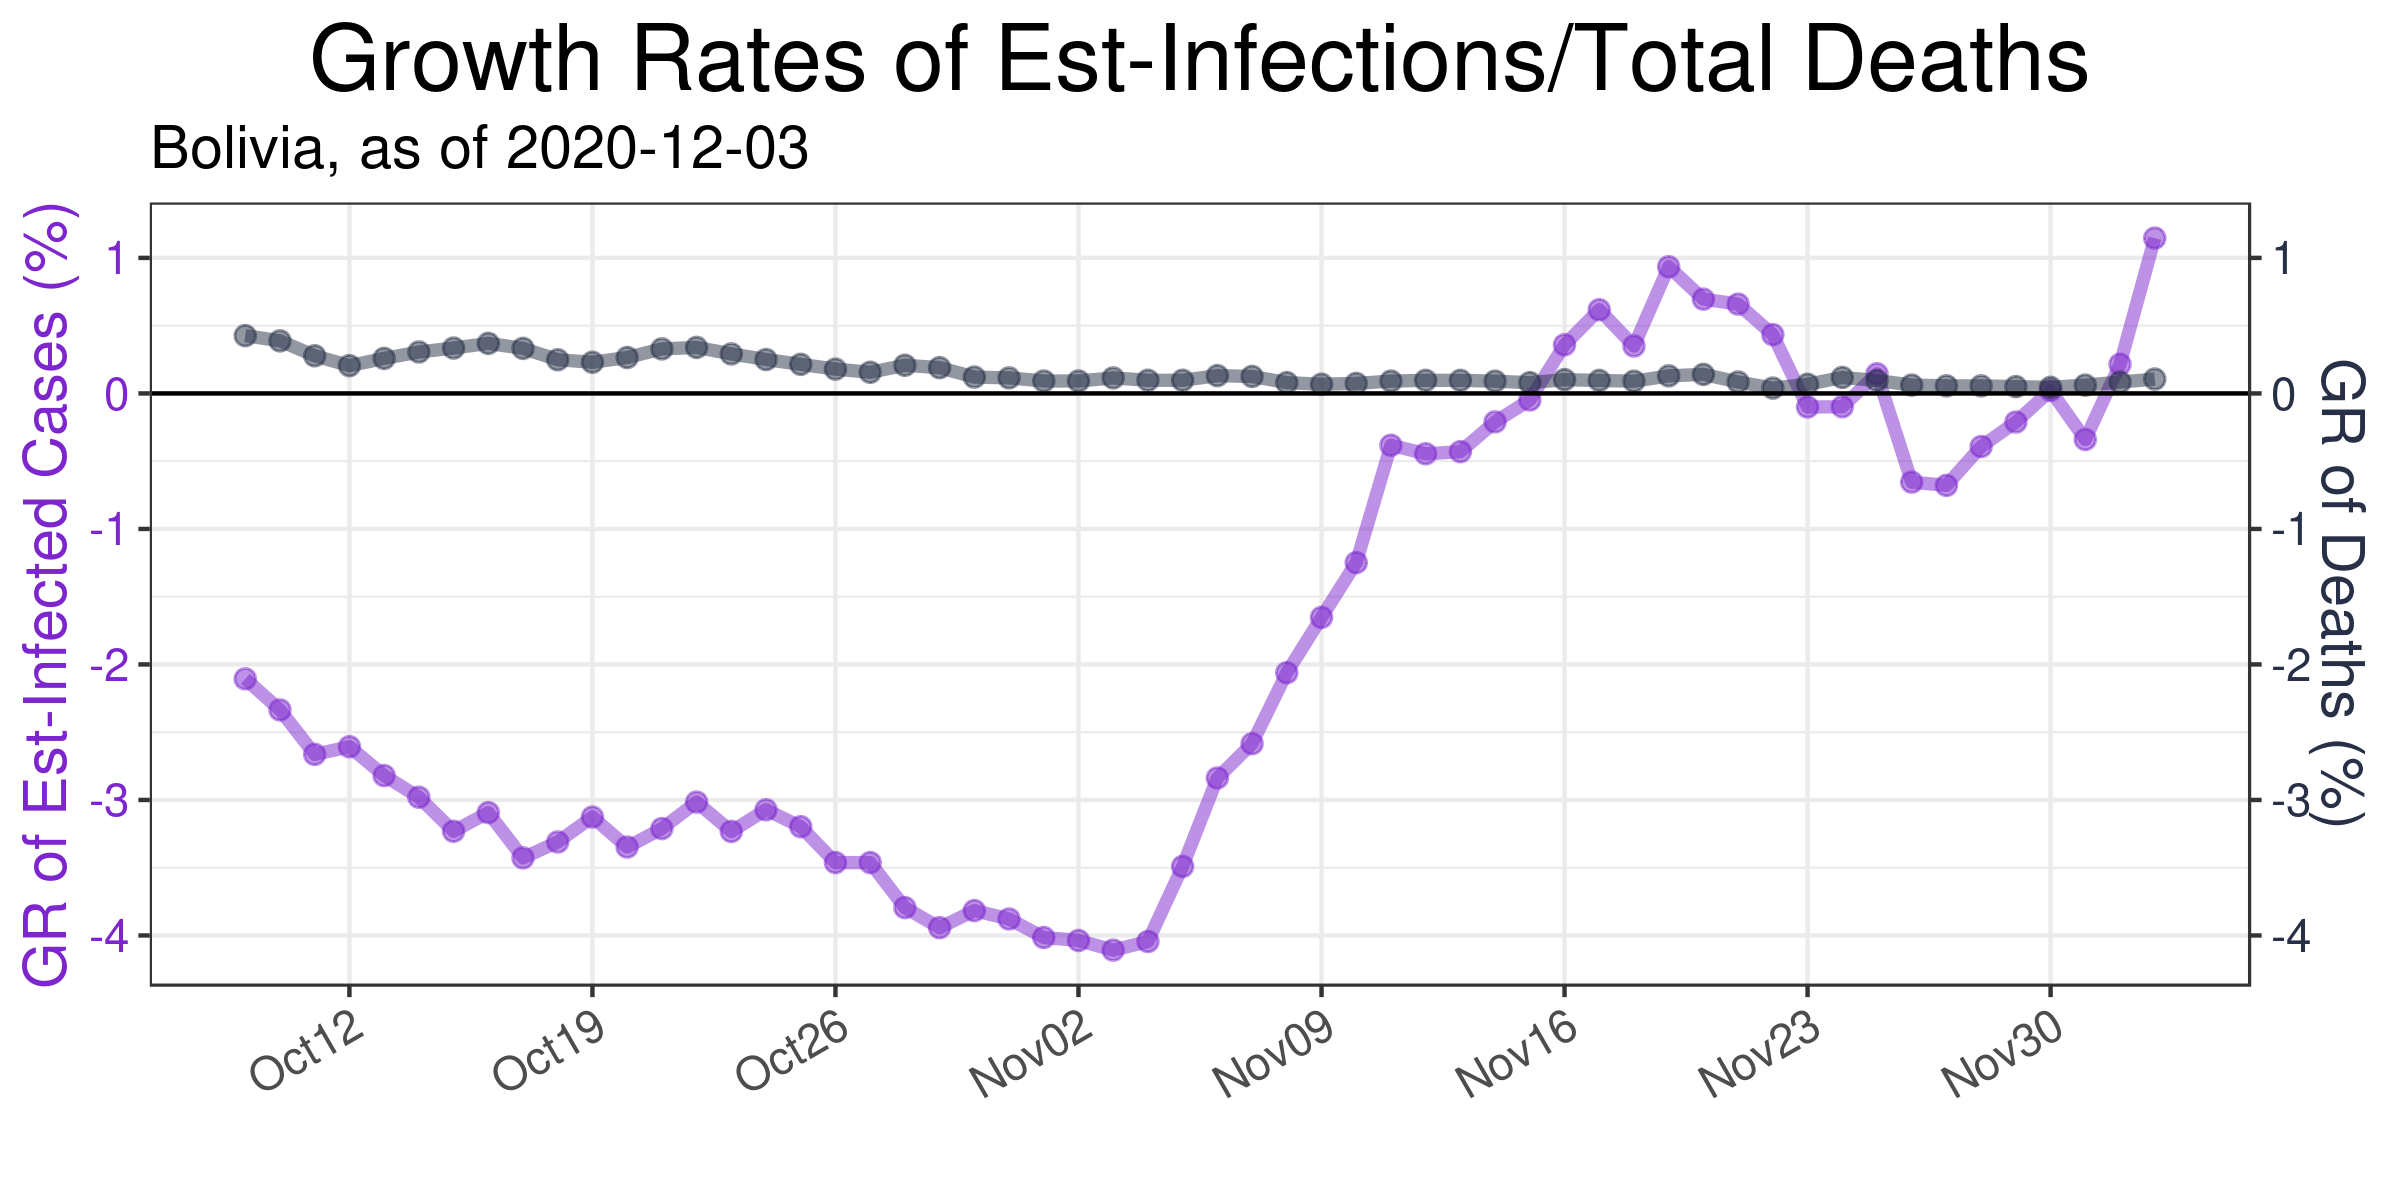 Growth Rates of Est-Infections/Total Deaths
Bolivia, as of 2020-12-03
GR of Est-Infected Cases (%)
1
0
-1
-2
-3
-4
1
0
-1
-2
-3
-4
GR of Deaths (%)
Oct12
Oct19
Oct26
Nov02
Nov09
Nov16
Nov23
Nov30